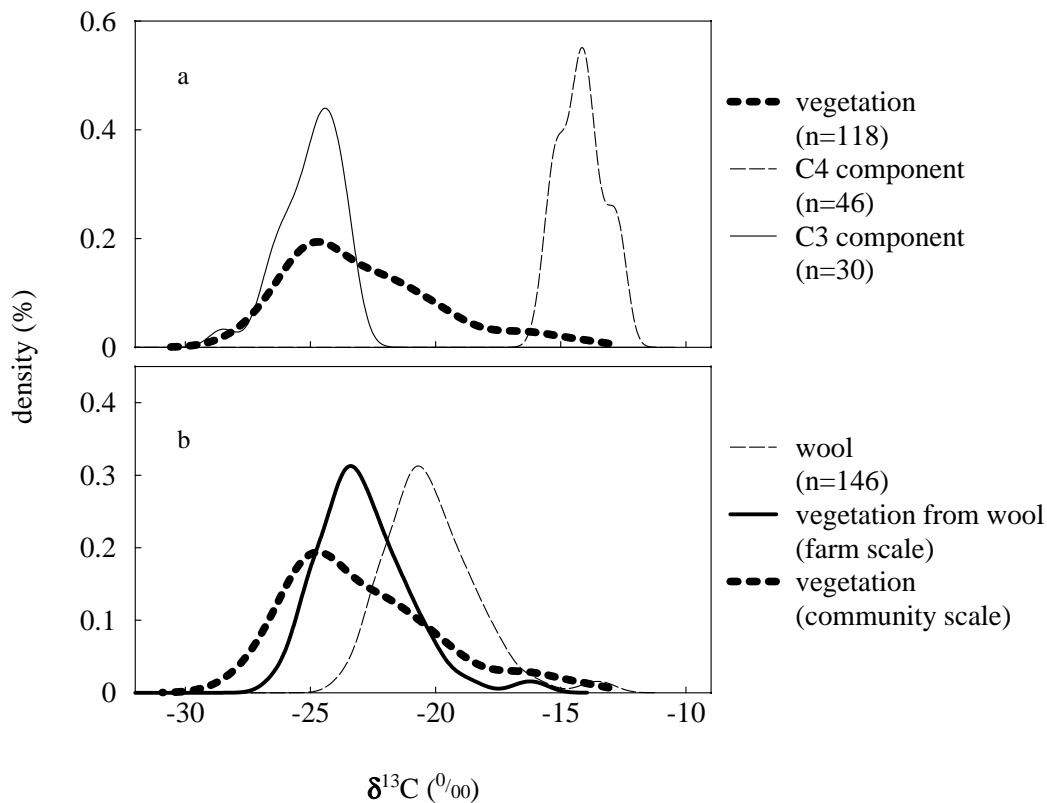 0.6
a
0.4
0.2
0
vegetation
(n=118)
C4 component
(n=46)
C3 component
(n=30)
density (%)
0.4
b
0.3
0.2
0.1
0
wool
(n=146)
vegetation from wool
(farm scale)
vegetation
(community scale)
-30 -25 -20 -15 -10
δ¹³C (⁰/₀₀)